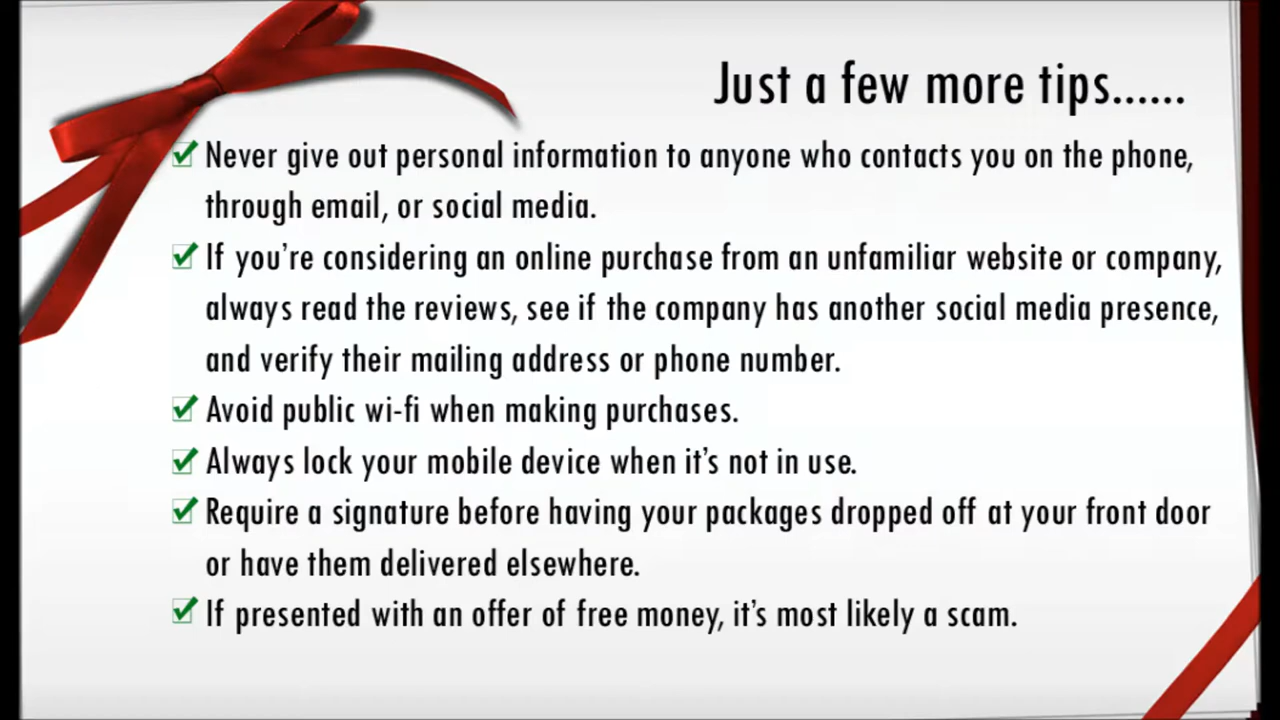 Just a few more tips......
Never give out personal information to anyone who contacts you on the phone,
through email, or social media.
If you're considering an online purchase from an unfamiliar website or company,
always read the reviews, see if the company has another social media presence,
and verify their mailing address or phone number.
Avoid public wi-fi when making purchases.
Always lock your mobile device when it's not in use.
Require a signature before having your packages dropped off at your front door
or have them delivered elsewhere.
If presented with an offer of free money, it's most likely a scam.